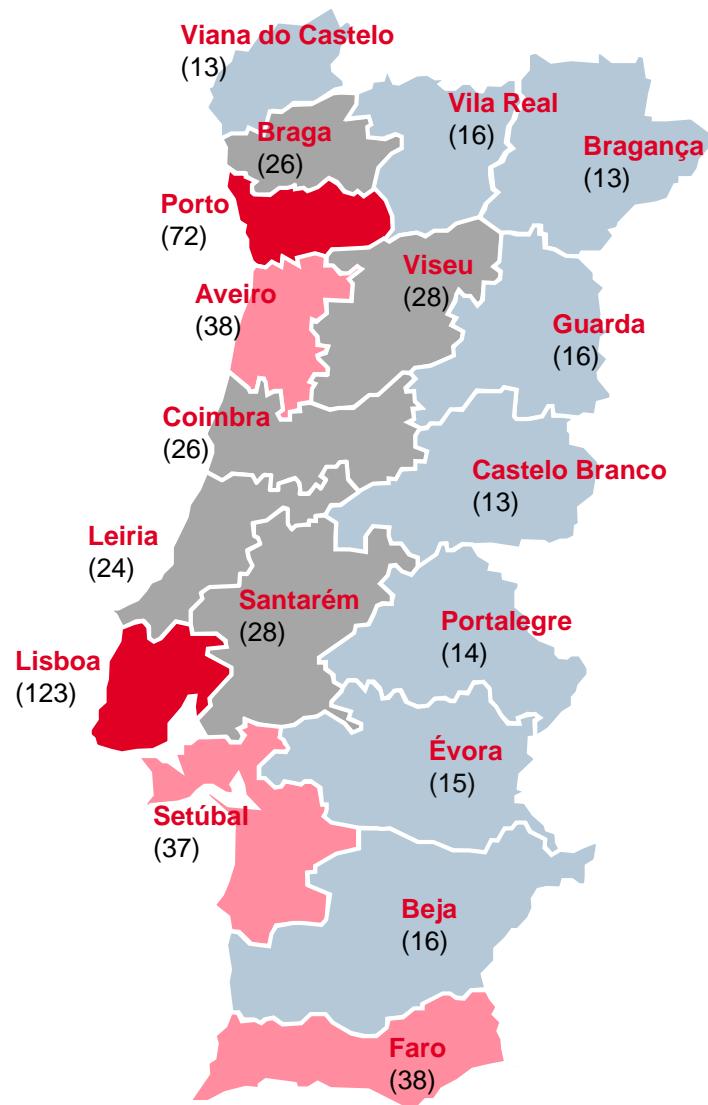 Viana do Castelo
(13)
Vila Real
(16)
Braga
(26)
Bragança
(13)
Porto
(72)
Viseu
(28)
Aveiro
(38)
Guarda
(16)
Coimbra
(26)
Castelo Branco
(13)
Leiria
(24)
Santarém
(28)
Portalegre
(14)
Lisboa
(123)
Évora
(15)
Setúbal
(37)
Beja
(16)
Faro
(38)